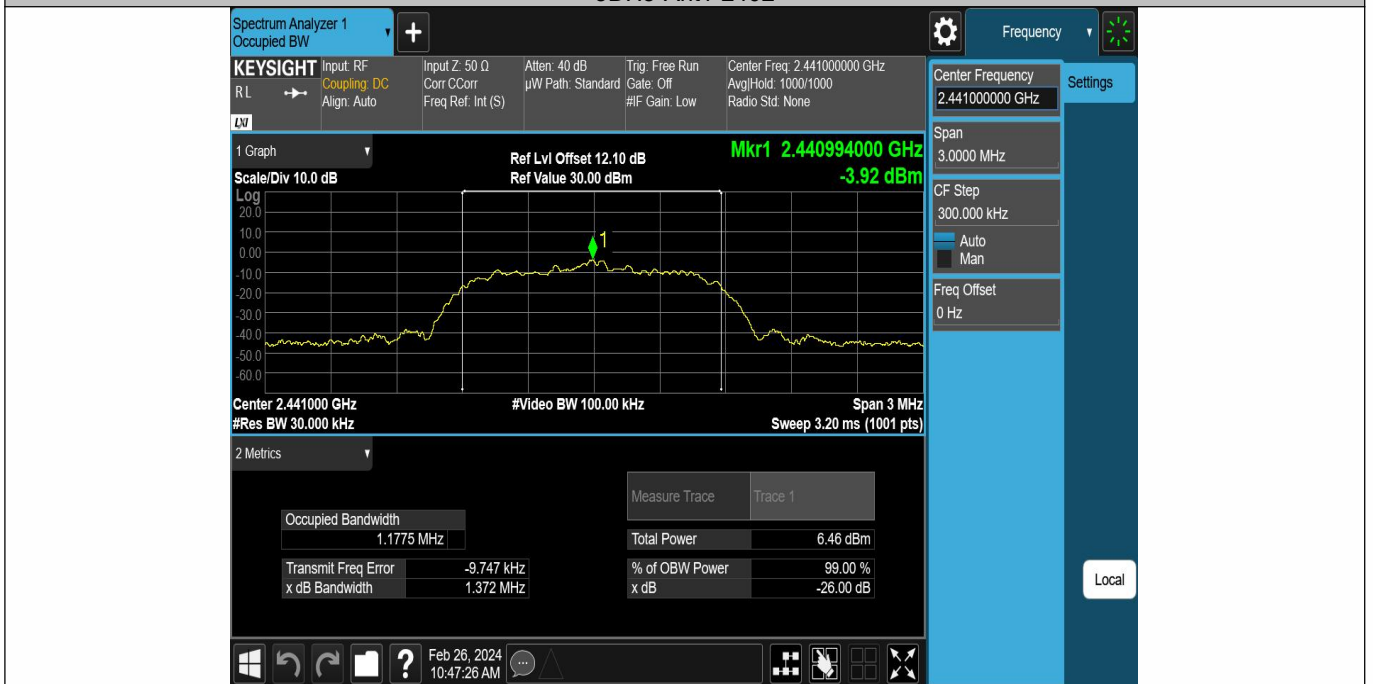 Spectrum Analyzer 1
Occupied BW
+
Frequency
KEYSIGHT
R L
LXI
Input: RF
Coupling: DC
Align: Auto
Input Z: 50 Ω
Corr CCorr
Freq Ref: Int (S)
Atten: 40 dB
µW Path: Standard
Trig: Free Run
Gate: Off
#IF Gain: Low
Center Freq: 2.441000000 GHz
Avg|Hold: 1000/1000
Radio Std: None
Center Frequency
2.441000000 GHz
Settings
Span
3.0000 MHz
CF Step
300.000 kHz
Auto
Man
Freq Offset
0 Hz
Local
1 Graph
Scale/Div 10.0 dB
Ref Lvl Offset 12.10 dB
Ref Value 30.00 dBm
Mkr1 2.440994000 GHz
-3.92 dBm
Log
20.0
10.0
0.00
-10.0
-20.0
-30.0
-40.0
-50.0
-60.0
1
Center 2.441000 GHz
#Video BW 100.00 kHz
Span 3 MHz
#Res BW 30.000 kHz
Sweep 3.20 ms (1001 pts)
2 Metrics
Measure Trace Trace 1
Occupied Bandwidth
1.1775 MHz
Total Power 6.46 dBm
Transmit Freq Error -9.747 kHz
% of OBW Power 99.00 %
x dB Bandwidth 1.372 MHz
x dB -26.00 dB
?
Feb 26, 2024
10:47:26 AM